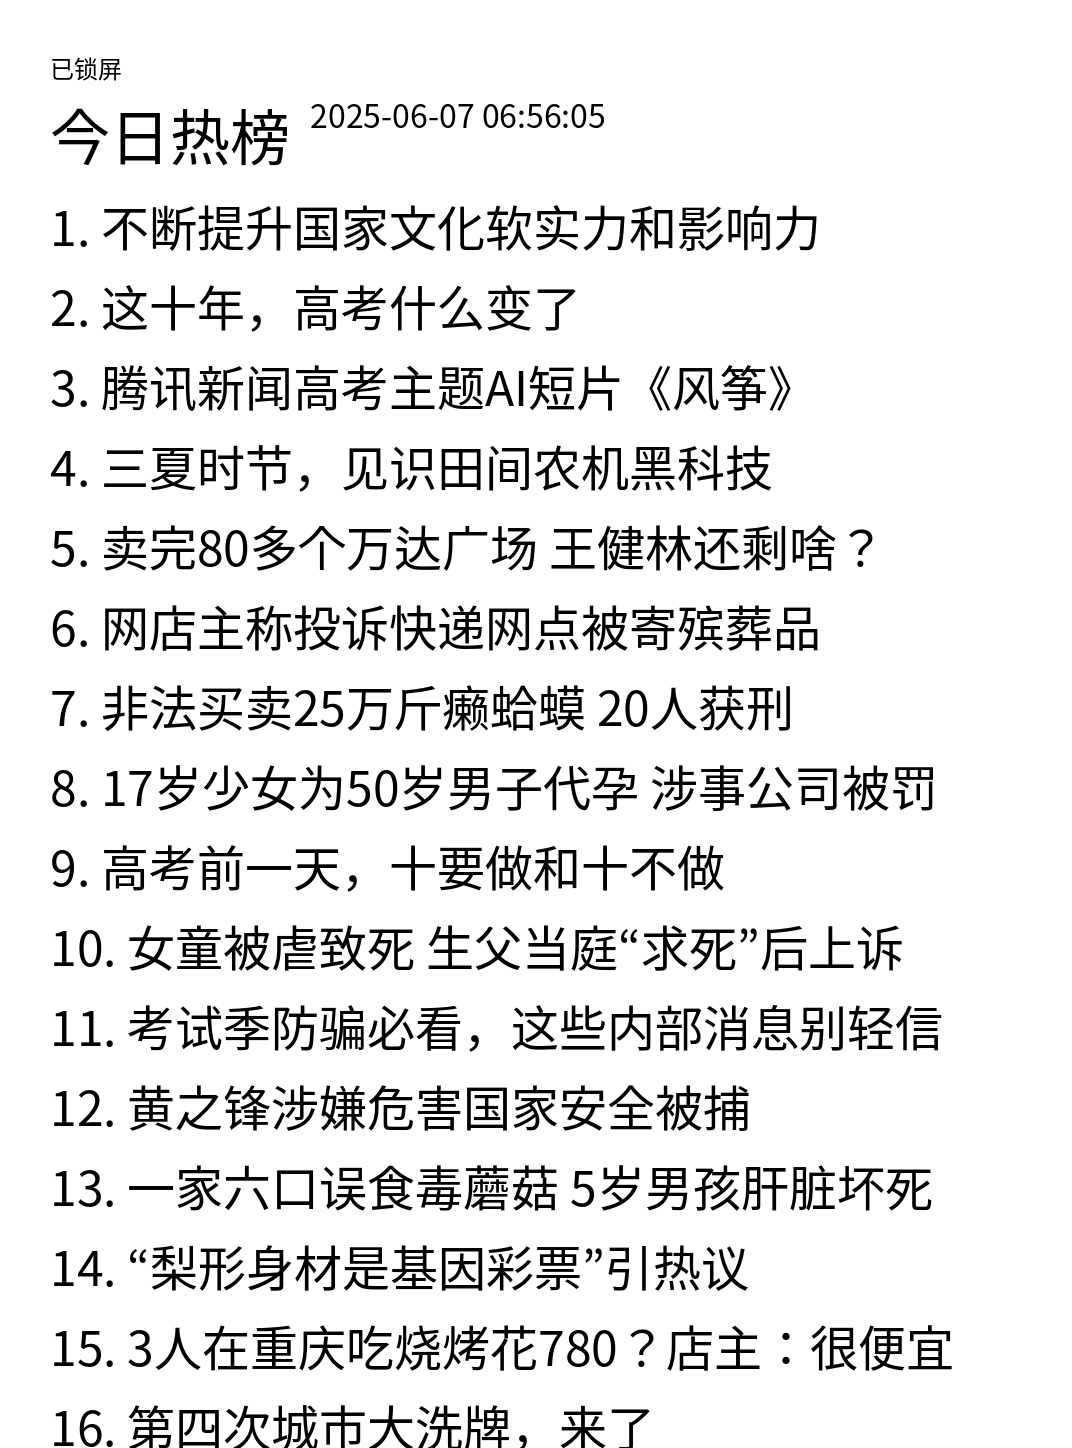 已锁屏
今日热榜 2025-06-07 06:56:05
1. 不断提升国家文化软实力和影响力
2. 这十年，高考什么变了
3. 腾讯新闻高考主题AI短片《风筝》
4. 三夏时节，见识田间农机黑科技
5. 卖完80多个万达广场 王健林还剩啥？
6. 网店主称投诉快递网点被寄殡葬品
7. 非法买卖25万斤癞蛤蟆 20人获刑
8. 17岁少女为50岁男子代孕 涉事公司被罚
9. 高考前一天，十要做和十不做
10. 女童被虐致死 生父当庭“求死”后上诉
11. 考试季防骗必看，这些内部消息别轻信
12. 黄之锋涉嫌危害国家安全被捕
13. 一家六口误食毒蘑菇 5岁男孩肝脏坏死
14. “梨形身材是基因彩票”引热议
15. 3人在重庆吃烧烤花780？店主：很便宜
16. 第四次城市大洗牌，来了